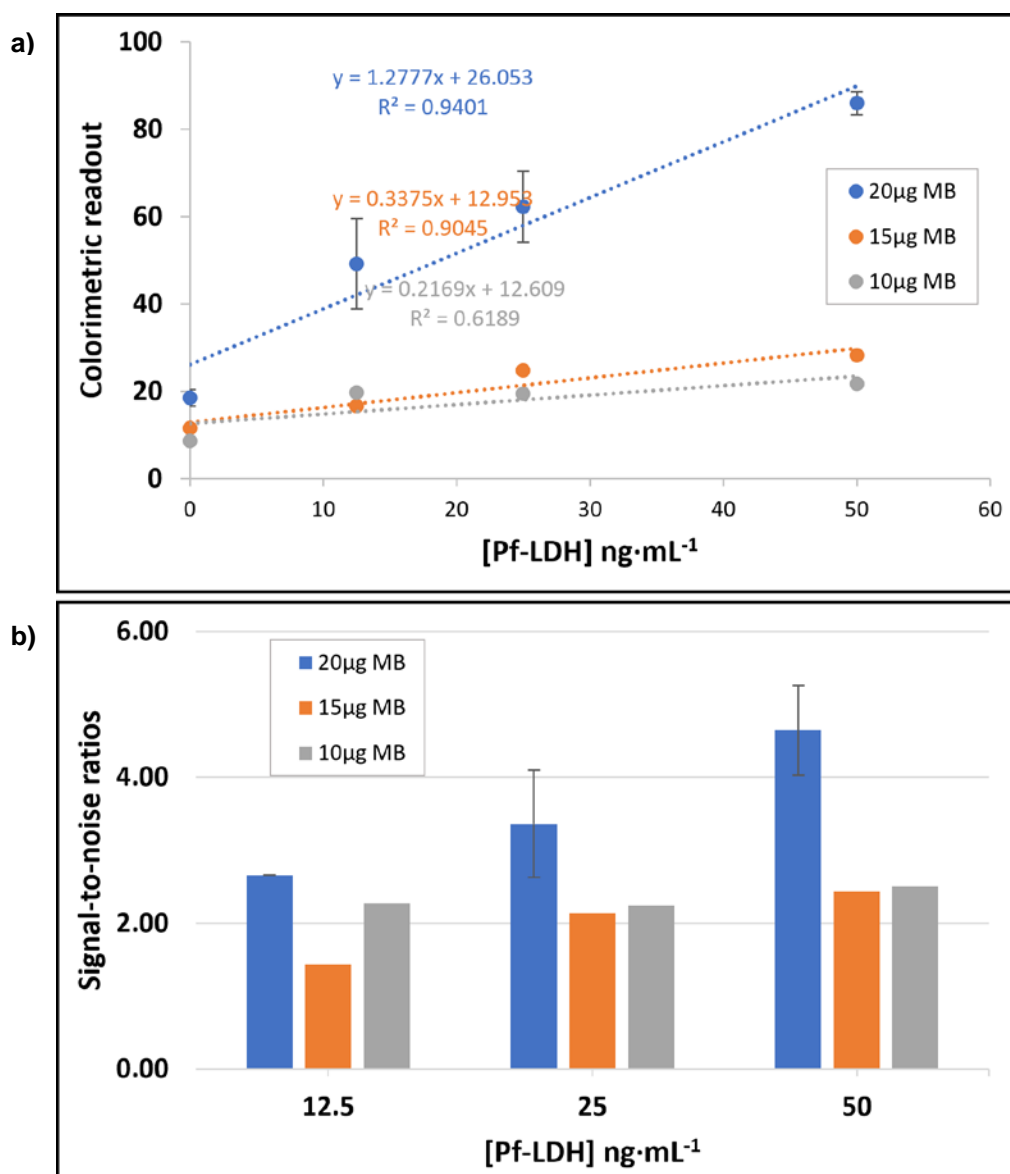 a)
100
80
60
40
20
0
Colorimetric readout
y = 1.2777x + 26.053
R² = 0.9401
y = 0.3375x + 12.953
R² = 0.9045
y = 0.2169x + 12.609
R² = 0.6189
20µg MB
15µg MB
10µg MB
0 10 20 30 40 50 60
[Pf-LDH] ng·mL⁻¹
b)
6.00
4.00
2.00
0.00
Signal-to-noise ratios
20µg MB
15µg MB
10µg MB
12.5 25 50
[Pf-LDH] ng·mL⁻¹